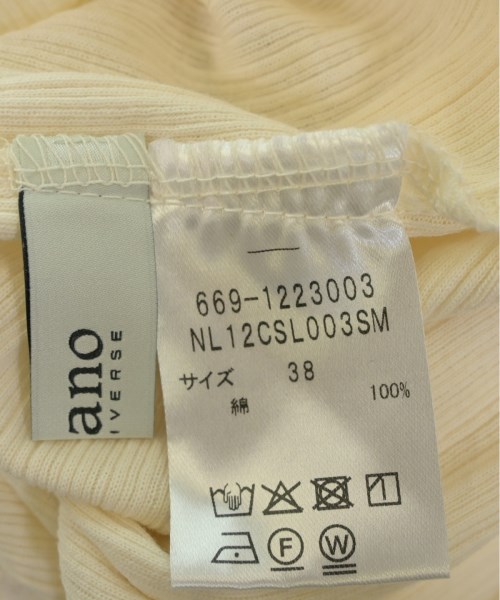 ano
IVERSE
669-1223003
NL12CSL003SM
サイズ 38
綿 100%
F W